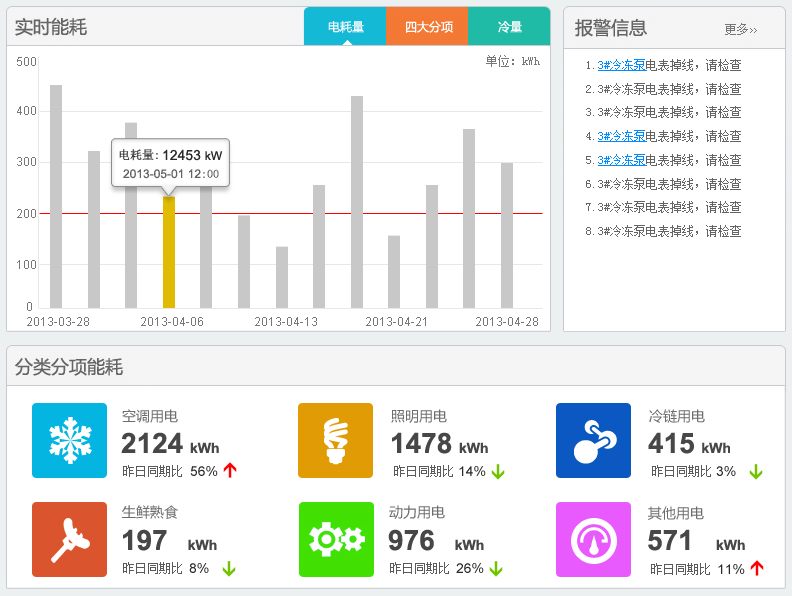 实时能耗
电耗量
四大分项
冷量
单位: kWh
500
400
300
200
100
0
电耗量: 12453 kW
2013-05-01 12:00
2013-03-28
2013-04-06
2013-04-13
2013-04-21
2013-04-28
报警信息
更多››
1. 3#冷冻泵电表掉线，请检查
2. 3#冷冻泵电表掉线，请检查
3. 3#冷冻泵电表掉线，请检查
4. 3#冷冻泵电表掉线，请检查
5. 3#冷冻泵电表掉线，请检查
6. 3#冷冻泵电表掉线，请检查
7. 3#冷冻泵电表掉线，请检查
8. 3#冷冻泵电表掉线，请检查
分类分项能耗
空调用电
2124 kWh
昨日同期比 56%
照明用电
1478 kWh
昨日同期比 14%
冷链用电
415 kWh
昨日同期比 3%
生鲜熟食
197 kWh
昨日同期比 8%
动力用电
976 kWh
昨日同期比 26%
其他用电
571 kWh
昨日同期比 11%